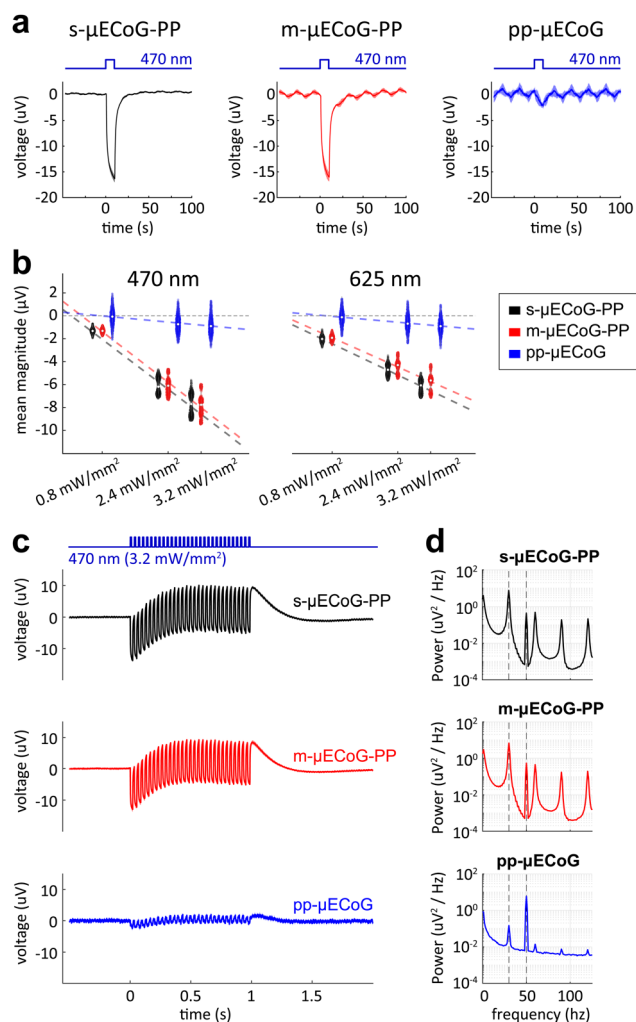 a
s-μECoG-PP
m-μECoG-PP
pp-μECoG
470 nm
470 nm
470 nm
voltage (uV)
0
-5
-10
-15
-20
0 50 100
time (s)
voltage (uV)
0
-5
-10
-15
-20
0 50 100
time (s)
voltage (uV)
0
-5
-10
-15
-20
0 50 100
time (s)
b
470 nm
625 nm
mean magnitude (μV)
2
0
-2
-4
-6
-8
-10
0.8 mW/mm²
2.4 mW/mm²
3.2 mW/mm²
0.8 mW/mm²
2.4 mW/mm²
3.2 mW/mm²
s-μECoG-PP
m-μECoG-PP
pp-μECoG
c
470 nm (3.2 mW/mm²)
s-μECoG-PP
voltage (uV)
10
0
-10
m-μECoG-PP
voltage (uV)
10
0
-10
pp-μECoG
voltage (uV)
10
0
-10
0 0.5 1 1.5
time (s)
d
s-μECoG-PP
Power (uV² / Hz)
10²
10⁰
10⁻²
10⁻⁴
m-μECoG-PP
Power (uV² / Hz)
10²
10⁰
10⁻²
10⁻⁴
pp-μECoG
Power (uV² / Hz)
10²
10⁰
10⁻²
10⁻⁴
0 50 100
frequency (hz)